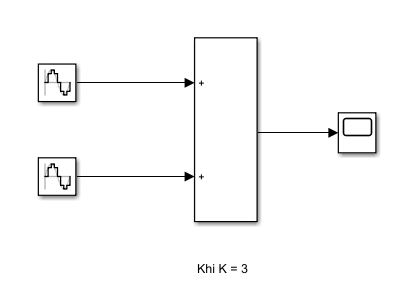 +
+
Khi K = 3